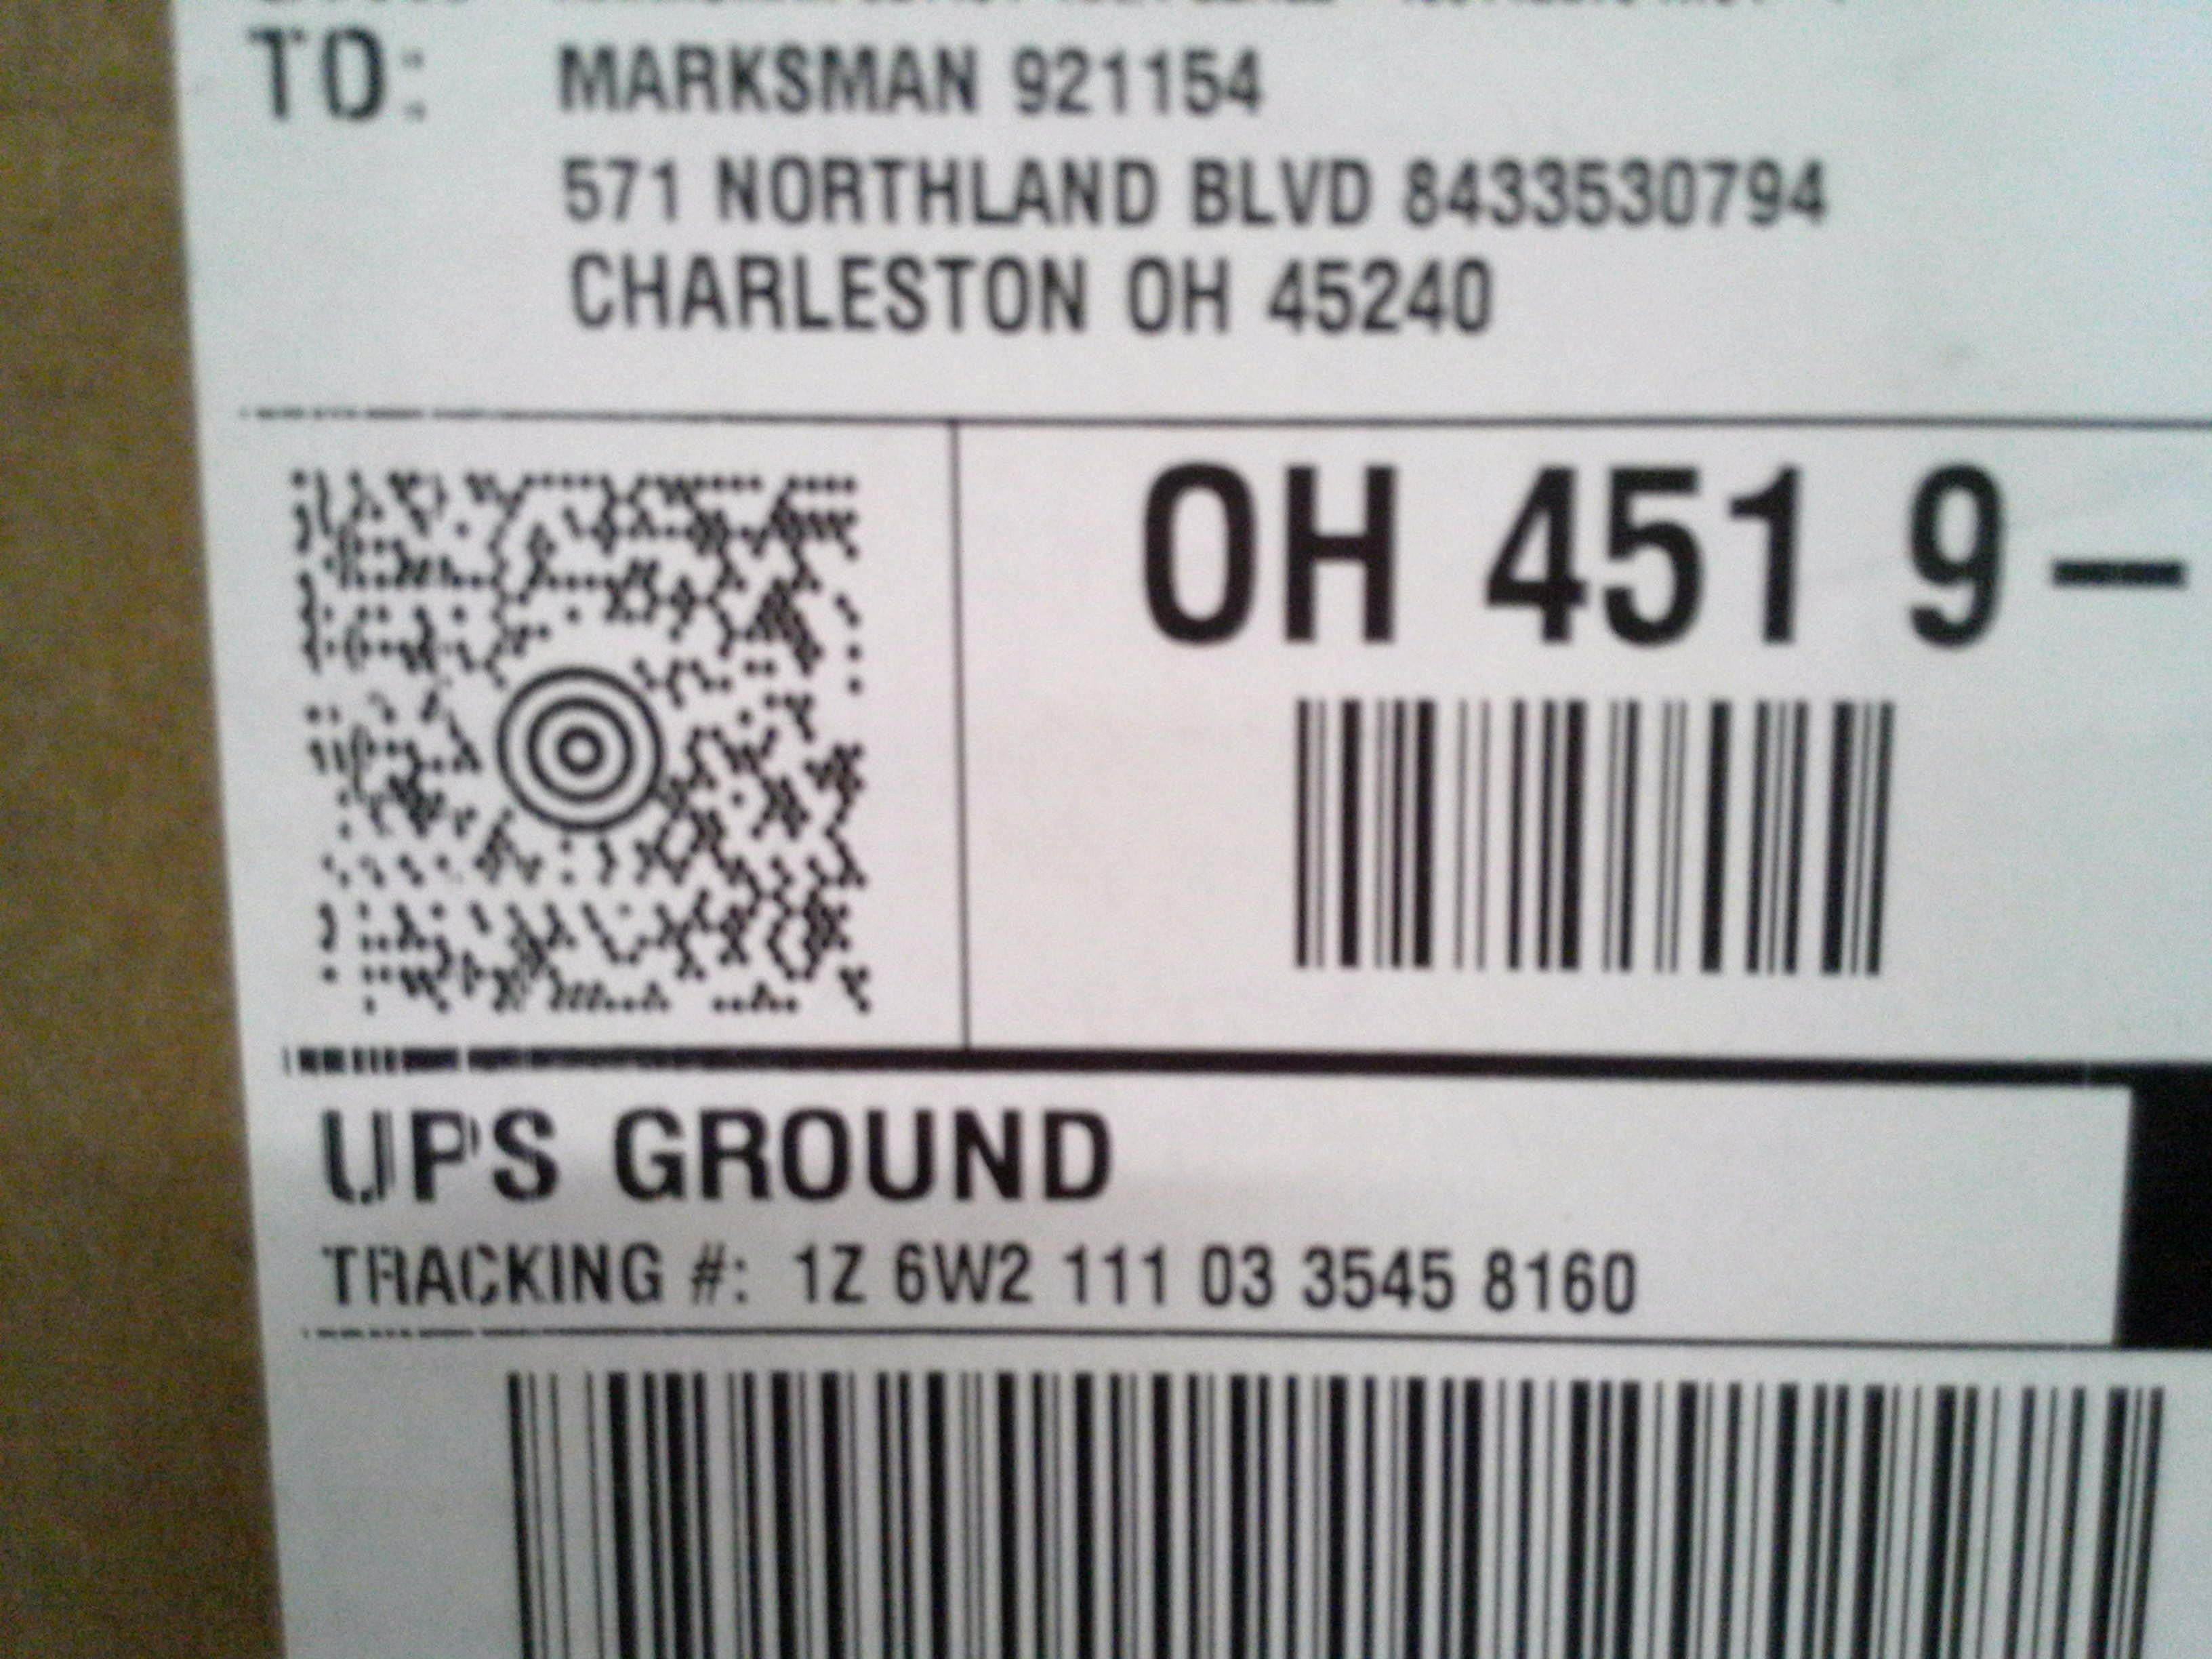 TO: MARKSMAN 921154
571 NORTHLAND BLVD 8433530794
CHARLESTON OH 45240
OH 451 9–
UPS GROUND
TRACKING #: 1Z 6W2 111 03 3545 8160